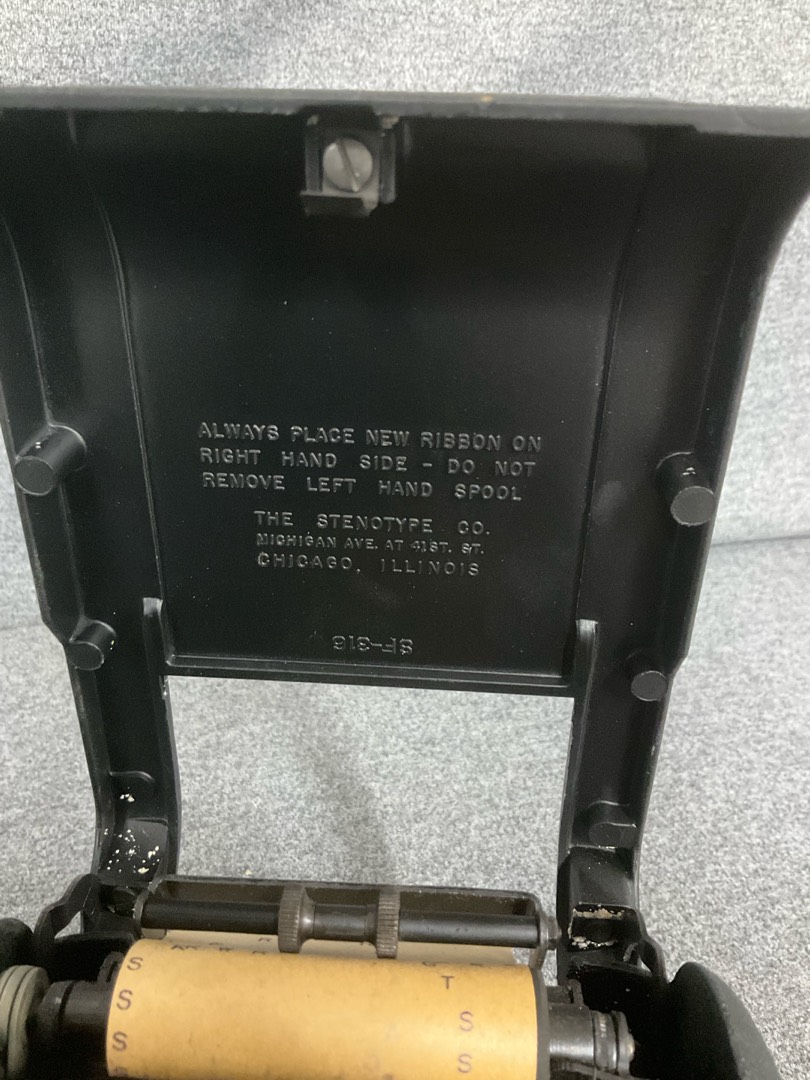 ALWAYS PLACE NEW RIBBON ON
RIGHT HAND SIDE - DO NOT
REMOVE LEFT HAND SPOOL
THE STENOTYPE CO.
MICHIGAN AVE. AT 41ST. ST.
CHICAGO, ILLINOIS
SF-316
S T
S S
S S